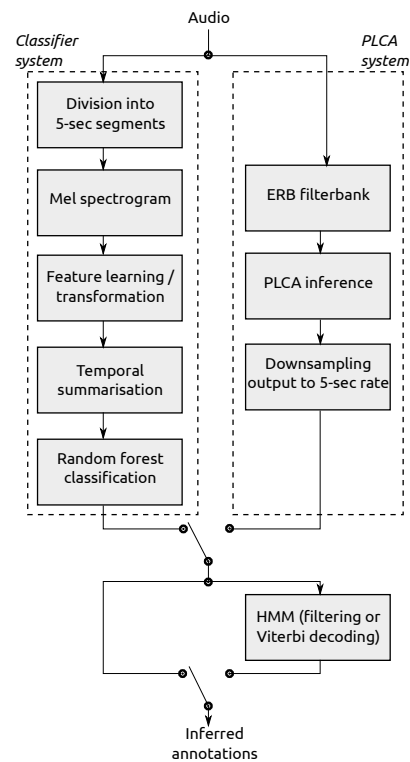 Audio
Classifier
system
PLCA
system
Division into
5-sec segments
Mel spectrogram
Feature learning /
transformation
Temporal
summarisation
Random forest
classification
ERB filterbank
PLCA inference
Downsampling
output to 5-sec rate
HMM (filtering or
Viterbi decoding)
Inferred
annotations